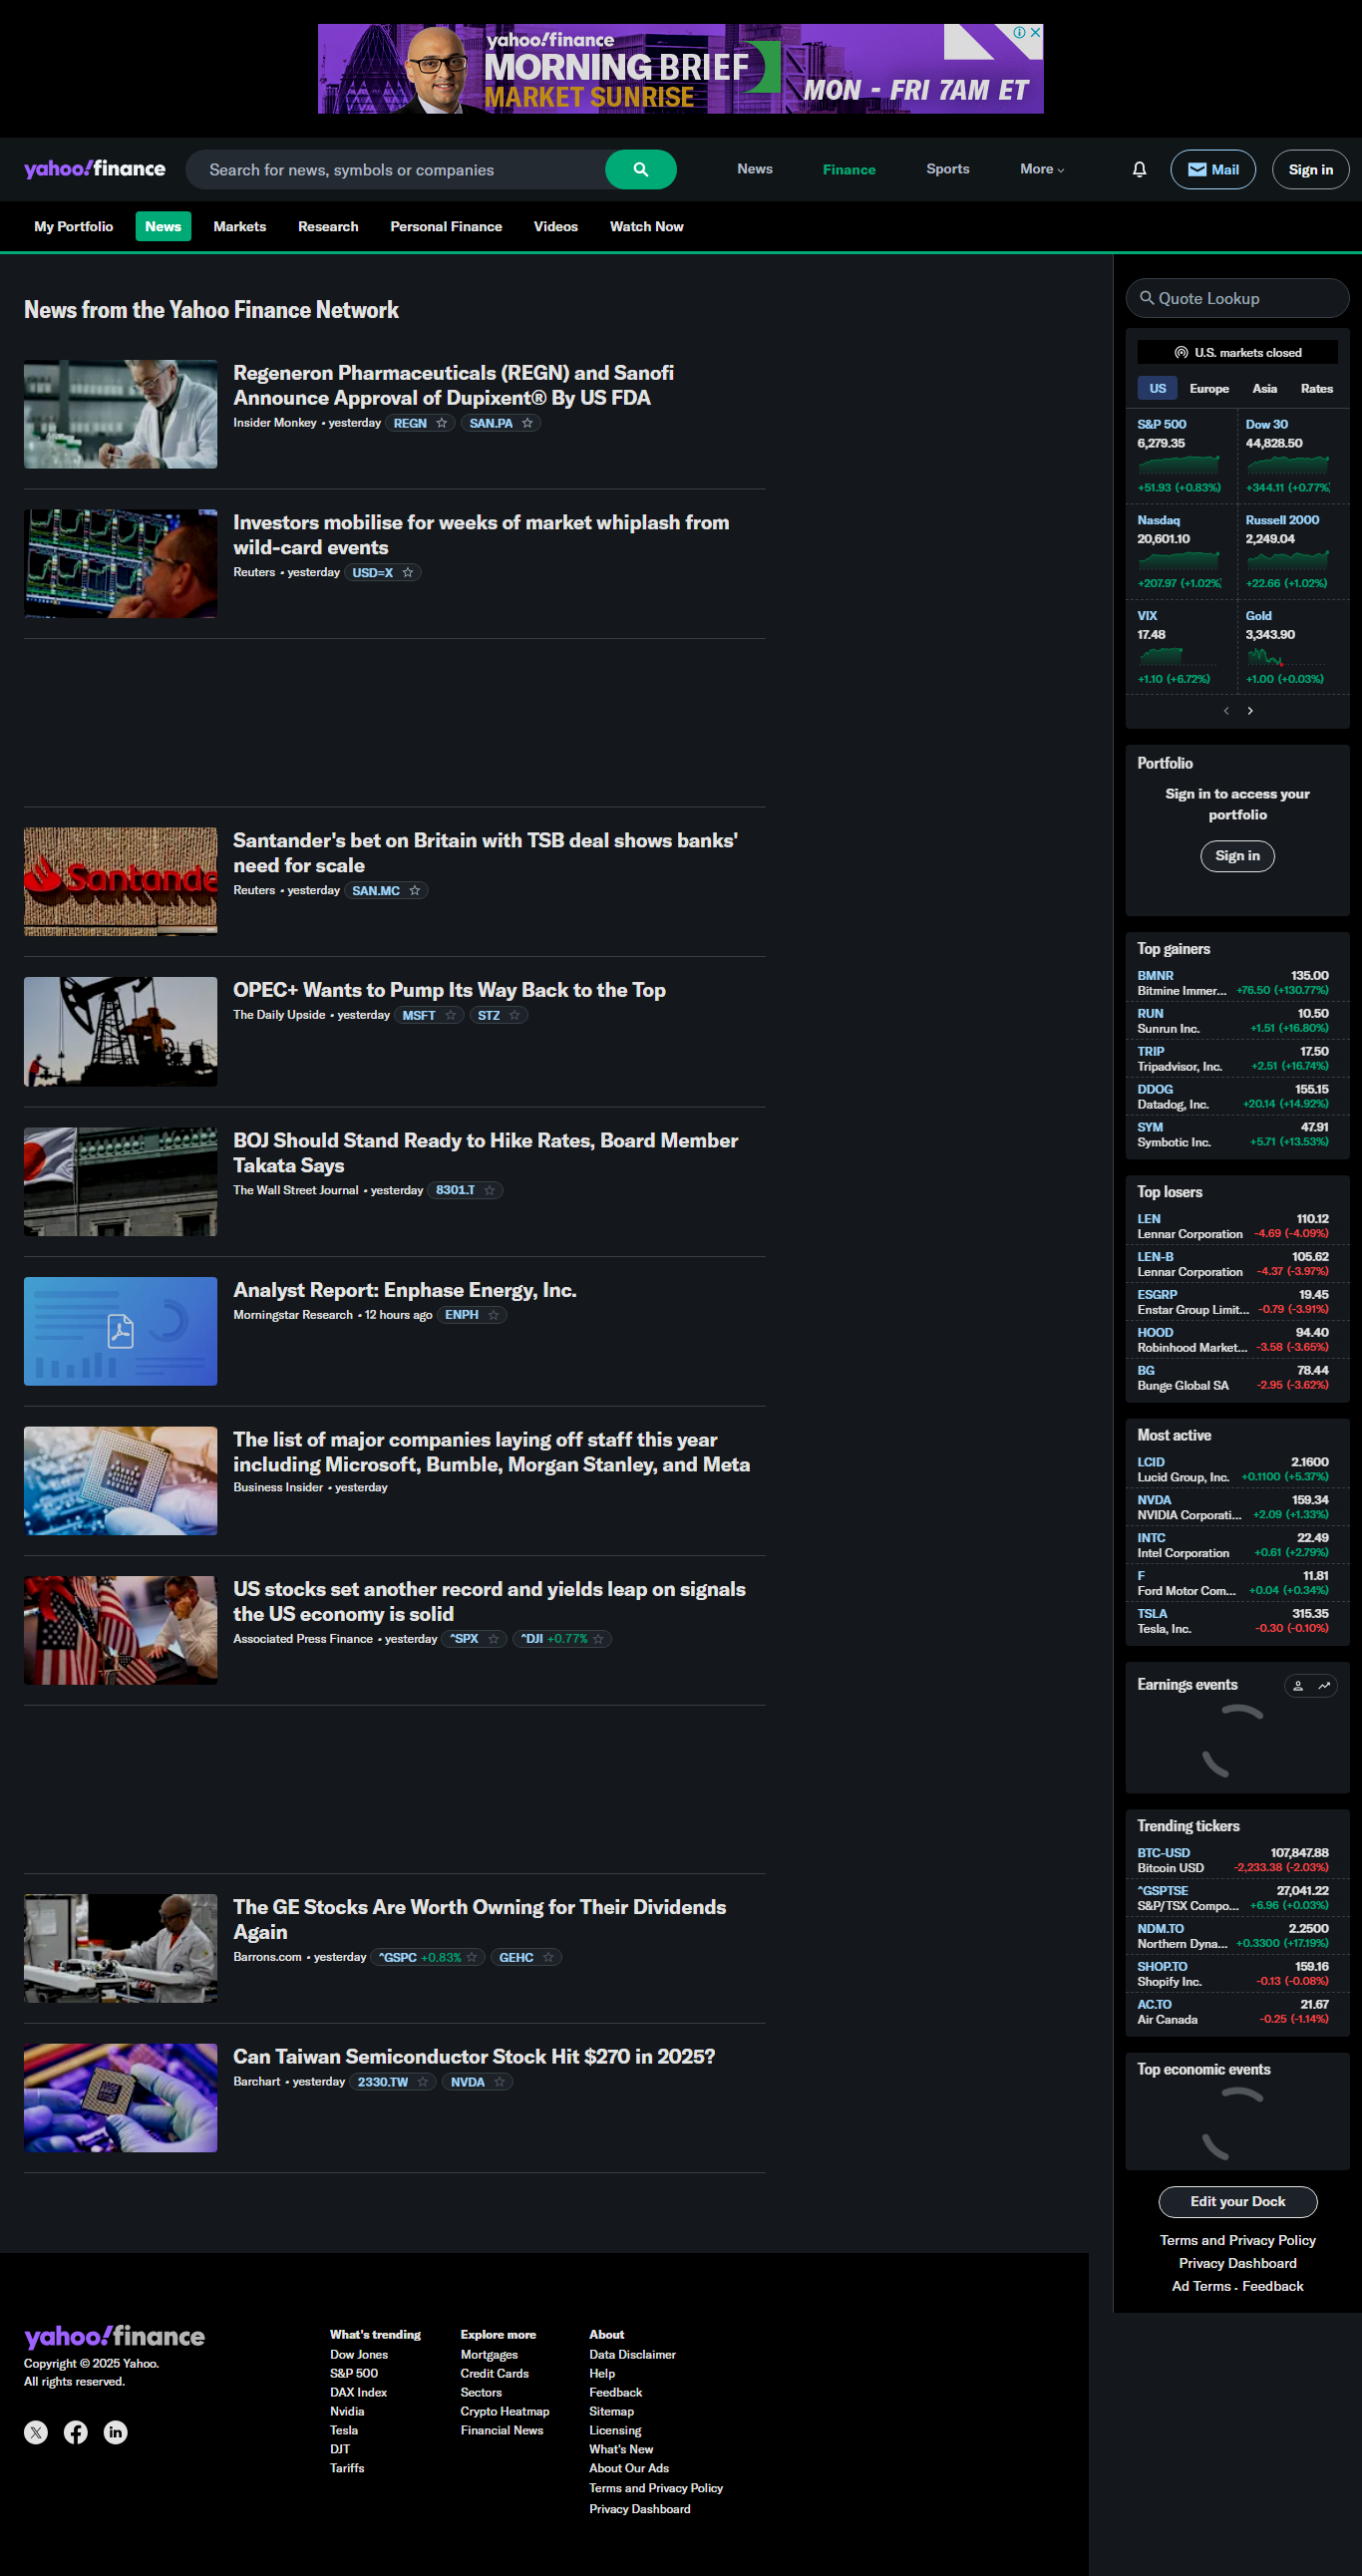 yahoo!finance
MORNING BRIEF
MARKET SUNRISE
MON - FRI 7AM ET
yahoo!finance
Search for news, symbols or companies
News
Finance
Sports
More
Mail
Sign in
My Portfolio
News
Markets
Research
Personal Finance
Videos
Watch Now
News from the Yahoo Finance Network
Regeneron Pharmaceuticals (REGN) and Sanofi
Announce Approval of Dupixent® By US FDA
Insider Monkey • yesterday REGN SAN.PA
Investors mobilise for weeks of market whiplash from
wild-card events
Reuters • yesterday USD=X
Santander
Santander's bet on Britain with TSB deal shows banks'
need for scale
Reuters • yesterday SAN.MC
OPEC+ Wants to Pump Its Way Back to the Top
The Daily Upside • yesterday MSFT STZ
BOJ Should Stand Ready to Hike Rates, Board Member
Takata Says
The Wall Street Journal • yesterday 8301.T
Analyst Report: Enphase Energy, Inc.
Morningstar Research • 12 hours ago ENPH
The list of major companies laying off staff this year
including Microsoft, Bumble, Morgan Stanley, and Meta
Business Insider • yesterday
US stocks set another record and yields leap on signals
the US economy is solid
Associated Press Finance • yesterday ^SPX ^DJI +0.77%
The GE Stocks Are Worth Owning for Their Dividends
Again
Barrons.com • yesterday ^GSPC +0.83% GEHC
Can Taiwan Semiconductor Stock Hit $270 in 2025?
Barchart • yesterday 2330.TW NVDA
Quote Lookup
U.S. markets closed
US Europe Asia Rates
S&P 500 Dow 30
6,279.35 44,828.50
+51.93 (+0.83%) +344.11 (+0.77%)
Nasdaq Russell 2000
20,601.10 2,249.04
+207.97 (+1.02%) +22.66 (+1.02%)
VIX Gold
17.48 3,343.90
+1.10 (+6.72%) +1.00 (+0.03%)
Portfolio
Sign in to access your
portfolio
Sign in
Top gainers
BMNR 135.00
Bitmine Immer... +76.50 (+130.77%)
RUN 10.50
Sunrun Inc. +1.51 (+16.80%)
TRIP 17.50
Tripadvisor, Inc. +2.51 (+16.74%)
DDOG 155.15
Datadog, Inc. +20.14 (+14.92%)
SYM 47.91
Symbotic Inc. +5.71 (+13.53%)
Top losers
LEN 110.12
Lennar Corporation -4.69 (-4.09%)
LEN-B 105.62
Lennar Corporation -4.37 (-3.97%)
ESGRP 19.45
Enstar Group Limit... -0.79 (-3.91%)
HOOD 94.40
Robinhood Market... -3.58 (-3.65%)
BG 78.44
Bunge Global SA -2.95 (-3.62%)
Most active
LCID 2.1600
Lucid Group, Inc. +0.1100 (+5.37%)
NVDA 159.34
NVIDIA Corporati... +2.09 (+1.33%)
INTC 22.49
Intel Corporation +0.61 (+2.79%)
F 11.81
Ford Motor Com... +0.04 (+0.34%)
TSLA 315.35
Tesla, Inc. -0.30 (-0.10%)
Earnings events
Trending tickers
BTC-USD 107,847.88
Bitcoin USD -2,233.38 (-2.03%)
^GSPTSE 27,041.22
S&P/TSX Compo... +6.96 (+0.03%)
NDM.TO 2.2500
Northern Dyna... +0.3300 (+17.19%)
SHOP.TO 159.16
Shopify Inc. -0.13 (-0.08%)
AC.TO 21.67
Air Canada -0.25 (-1.14%)
Top economic events
Edit your Dock
Terms and Privacy Policy
Privacy Dashboard
Ad Terms • Feedback
yahoo!finance
Copyright © 2025 Yahoo.
All rights reserved.
What's trending
Dow Jones
S&P 500
DAX Index
Nvidia
Tesla
DJT
Tariffs
Explore more
Mortgages
Credit Cards
Sectors
Crypto Heatmap
Financial News
About
Data Disclaimer
Help
Feedback
Sitemap
Licensing
What's New
About Our Ads
Terms and Privacy Policy
Privacy Dashboard